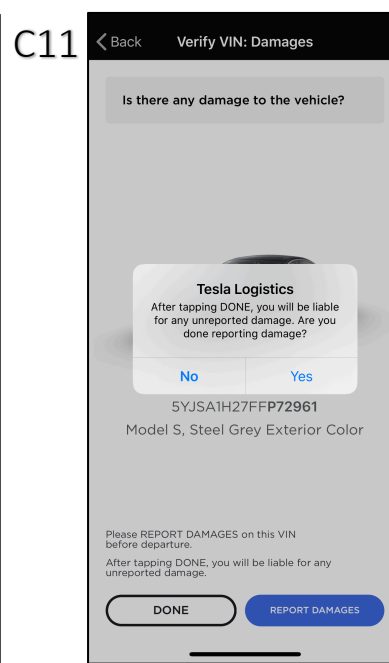 C11
Back
Verify VIN: Damages
Is there any damage to the vehicle?
Tesla Logistics
After tapping DONE, you will be liable
for any unreported damage. Are you
done reporting damage?
No
Yes
5YJSA1H27FFP72961
Model S, Steel Grey Exterior Color
Please REPORT DAMAGES on this VIN
before departure.
After tapping DONE, you will be liable for any
unreported damage.
DONE
REPORT DAMAGES